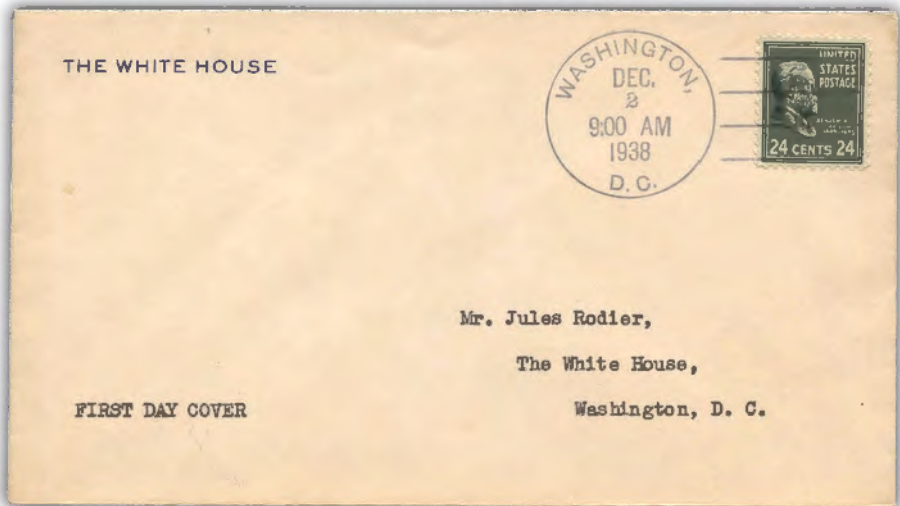 THE WHITE HOUSE
WASHINGTON,
DEC.
2
9:00 AM
1938
D. C.
UNITED
STATES
POSTAGE
24 CENTS 24
Mr. Jules Rodier,
The White House,
Washington, D. C.
FIRST DAY COVER